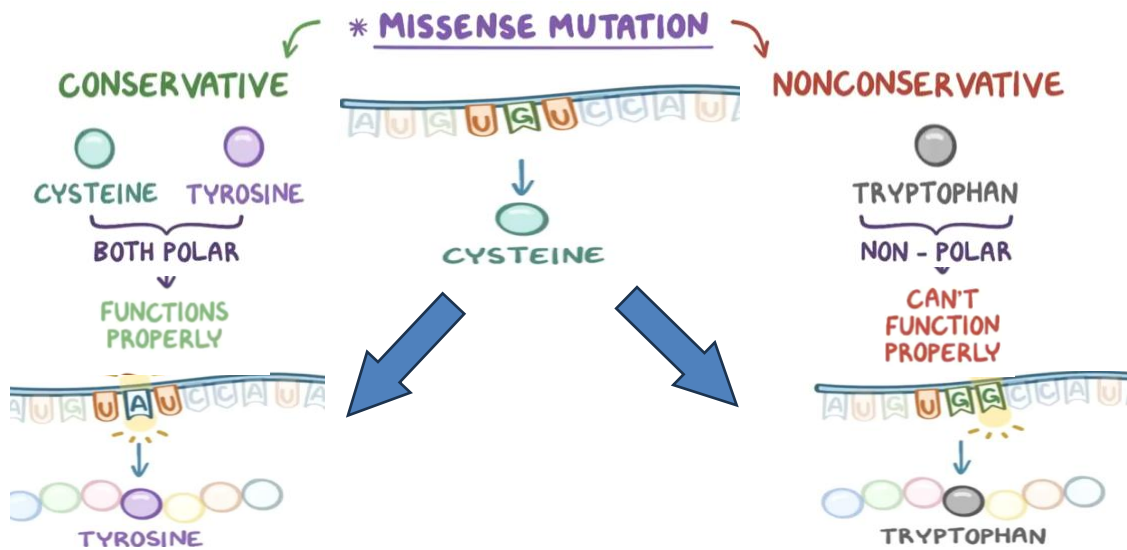 * MISSENSE MUTATION
CONSERVATIVE
NONCONSERVATIVE
A U G U G U C C A U A
CYSTEINE TYROSINE
BOTH POLAR
FUNCTIONS
PROPERLY
CYSTEINE
TRYPTOPHAN
NON - POLAR
CAN'T
FUNCTION
PROPERLY
A U G U A U C C A U A
TYROSINE
A U G U G G C C A U
TRYPTOPHAN